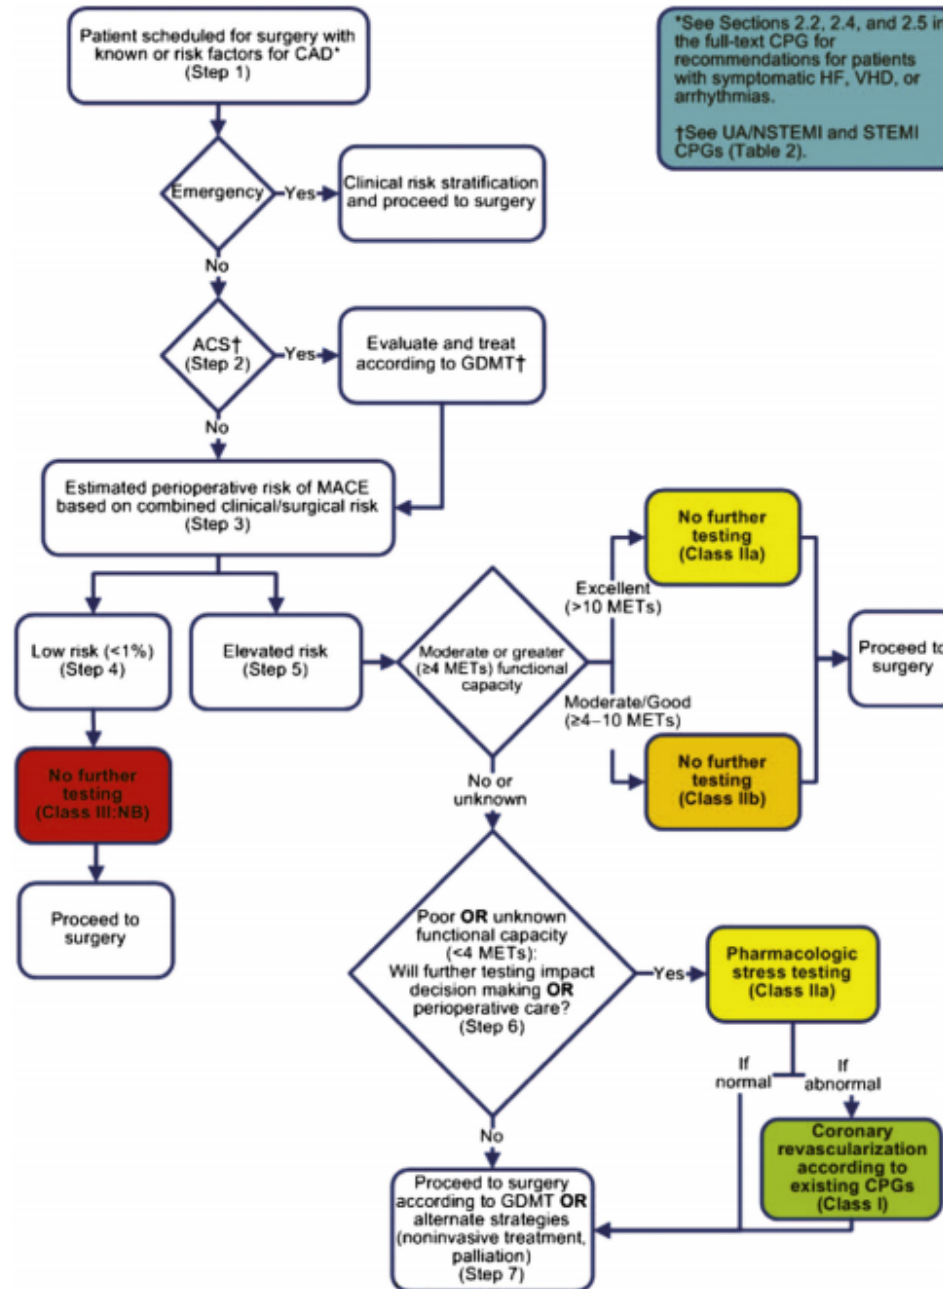 Patient scheduled for surgery with
known or risk factors for CAD*
(Step 1)
*See Sections 2.2, 2.4, and 2.5 in
the full-text CPG for
recommendations for patients
with symptomatic HF, VHD, or
arrhythmias.
†See UA/NSTEMI and STEMI
CPGs (Table 2).
Emergency
Yes
Clinical risk stratification
and proceed to surgery
No
ACS†
(Step 2)
Yes
Evaluate and treat
according to GDMT†
No
Estimated perioperative risk of MACE
based on combined clinical/surgical risk
(Step 3)
Low risk (<1%)
(Step 4)
Elevated risk
(Step 5)
Moderate or greater
(≥4 METs) functional
capacity
Excellent
(>10 METs)
No further
testing
(Class IIa)
Moderate/Good
(≥4–10 METs)
No further
testing
(Class IIb)
Proceed to
surgery
No further
testing
(Class III:NB)
Proceed to
surgery
No or
unknown
Poor OR unknown
functional capacity
(<4 METs):
Will further testing impact
decision making OR
perioperative care?
(Step 6)
Yes
Pharmacologic
stress testing
(Class IIa)
If
normal
If
abnormal
Coronary
revascularization
according to
existing CPGs
(Class I)
No
Proceed to surgery
according to GDMT OR
alternate strategies
(noninvasive treatment,
palliation)
(Step 7)